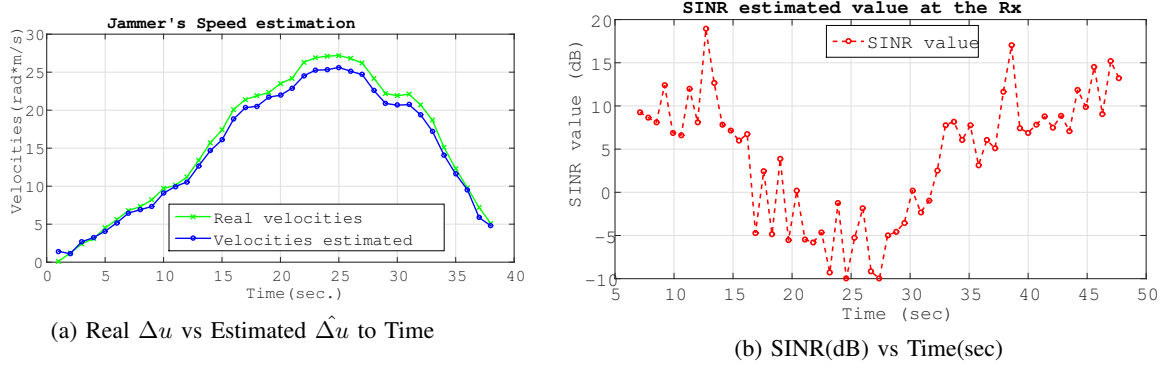 Jammer's Speed estimation
30
25
20
15
10
5
0
Velocities(rad*m/s)
Real velocities
Velocities estimated
0 5 10 15 20 25 30 35 40
Time(sec.)
(a) Real Δu vs Estimated Δ̂u to Time
SINR estimated value at the Rx
20
15
10
5
0
−5
−10
SINR value (dB)
SINR value
5 10 15 20 25 30 35 40 45 50
Time (sec)
(b) SINR(dB) vs Time(sec)